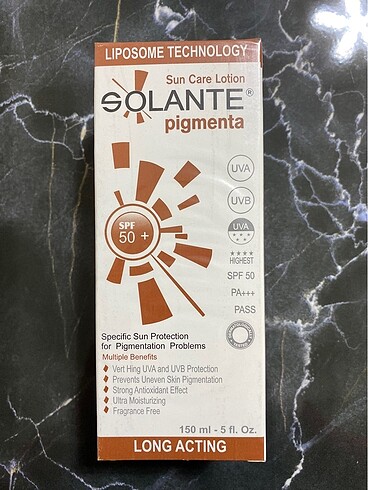 LIPOSOME TECHNOLOGY
Sun Care Lotion
SOLANTE®
pigmenta
UVA
UVB
SPF
50 +
UVA
★★★★
HIGHEST
SPF 50
PA+++
PASS
Specific Sun Protection
for Pigmentation Problems
Multiple Benefits
Vert Hing UVA and UVB Protection
Prevents Uneven Skin Pigmentation
Strong Antioxidant Effect
Ultra Moisturizing
Fragrance Free
150 ml - 5 fl. Oz.
LONG ACTING